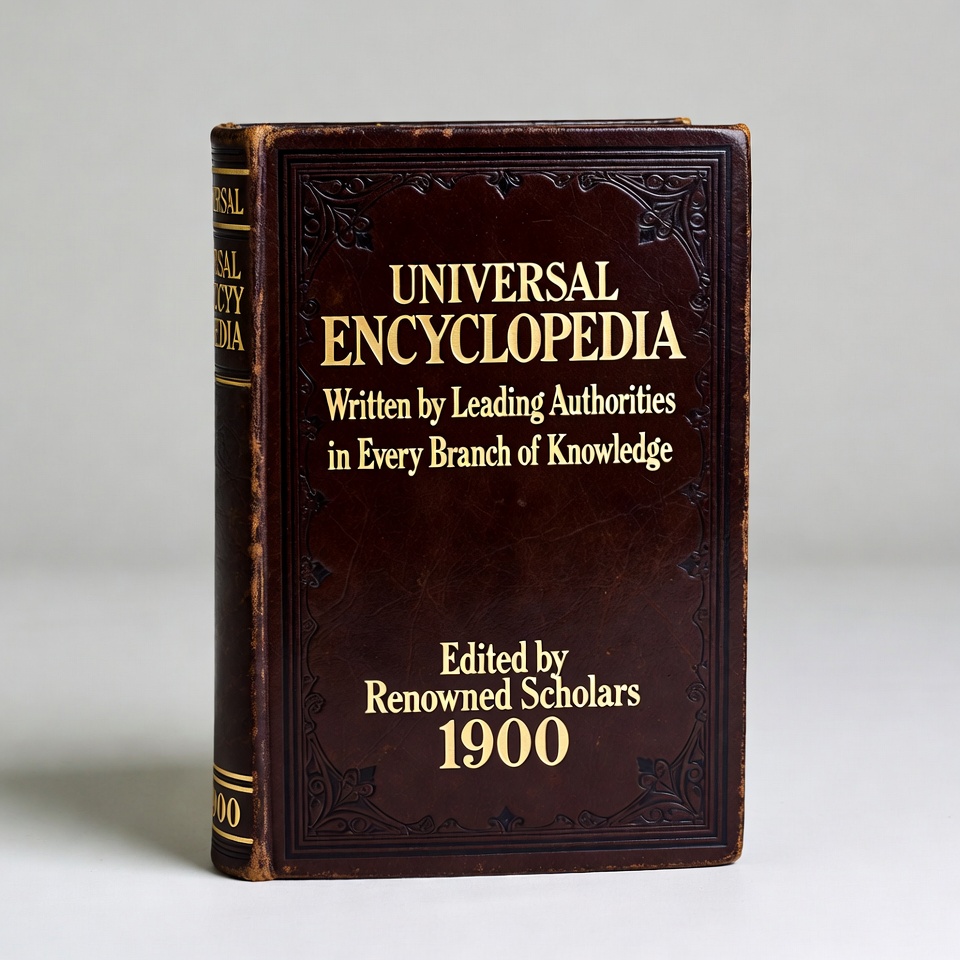 UNIVERSAL
ENCYCLOPEDIA
Written by Leading Authorities
in Every Branch of Knowledge
Edited by
Renowned Scholars
1900